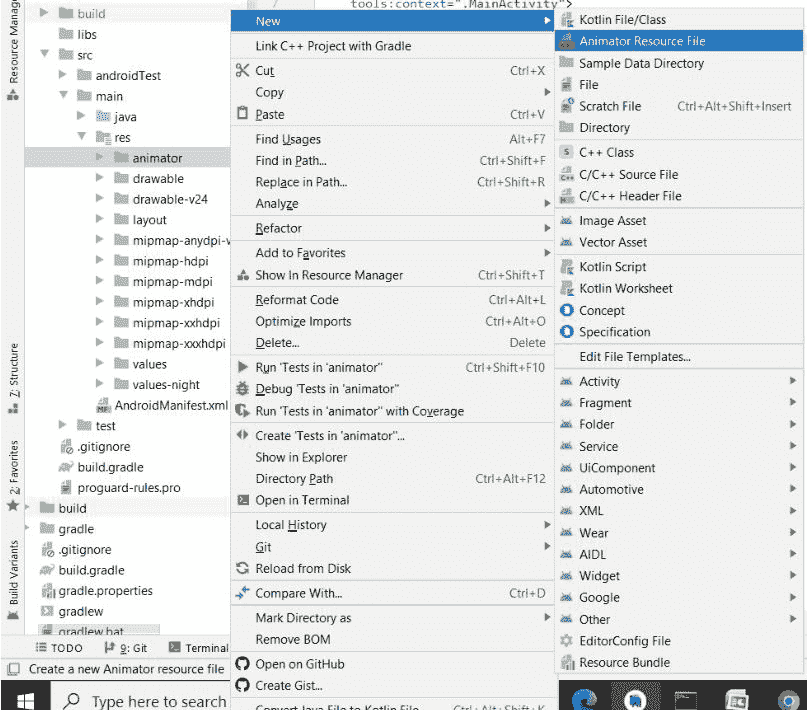 Resource Manag
build
libs
src
androidTest
main
java
res
animator
drawable
drawable-v24
layout
mipmap-anydpi-v
mipmap-hdpi
mipmap-mdpi
mipmap-xhdpi
mipmap-xxhdpi
mipmap-xxxhdpi
values
values-night
AndroidManifest.xml
test
.gitignore
build.gradle
proguard-rules.pro
build
gradle
.gitignore
build.gradle
gradle.properties
gradlew
gradlew.bat
Z: Structure
2: Favorites
Build Variants
TODO
9: Git
Terminal
Create a new Animator resource file
Type here to search
7
tools:context=".MainActivity">
New
Link C++ Project with Gradle
Cut Ctrl+X
Copy
Paste Ctrl+V
Find Usages Alt+F7
Find in Path... Ctrl+Shift+F
Replace in Path... Ctrl+Shift+R
Analyze
Refactor
Add to Favorites
Show In Resource Manager Ctrl+Shift+T
Reformat Code Ctrl+Alt+L
Optimize Imports Ctrl+Alt+O
Delete... Delete
Run 'Tests in 'animator'' Ctrl+Shift+F10
Debug 'Tests in 'animator''
Run 'Tests in 'animator'' with Coverage
Create 'Tests in 'animator''...
Show in Explorer
Directory Path Ctrl+Alt+F12
Open in Terminal
Local History
Git
Reload from Disk
Compare With... Ctrl+D
Mark Directory as
Remove BOM
Open on GitHub
Create Gist...
Convert Java File to Kotlin File Ctrl+Alt+Shift+K
Kotlin File/Class
Animator Resource File
Sample Data Directory
File
Scratch File Ctrl+Alt+Shift+Insert
Directory
C++ Class
C/C++ Source File
C/C++ Header File
Image Asset
Vector Asset
Kotlin Script
Kotlin Worksheet
Concept
Specification
Edit File Templates...
Activity
Fragment
Folder
Service
UiComponent
Automotive
XML
Wear
AIDL
Widget
Google
Other
EditorConfig File
Resource Bundle